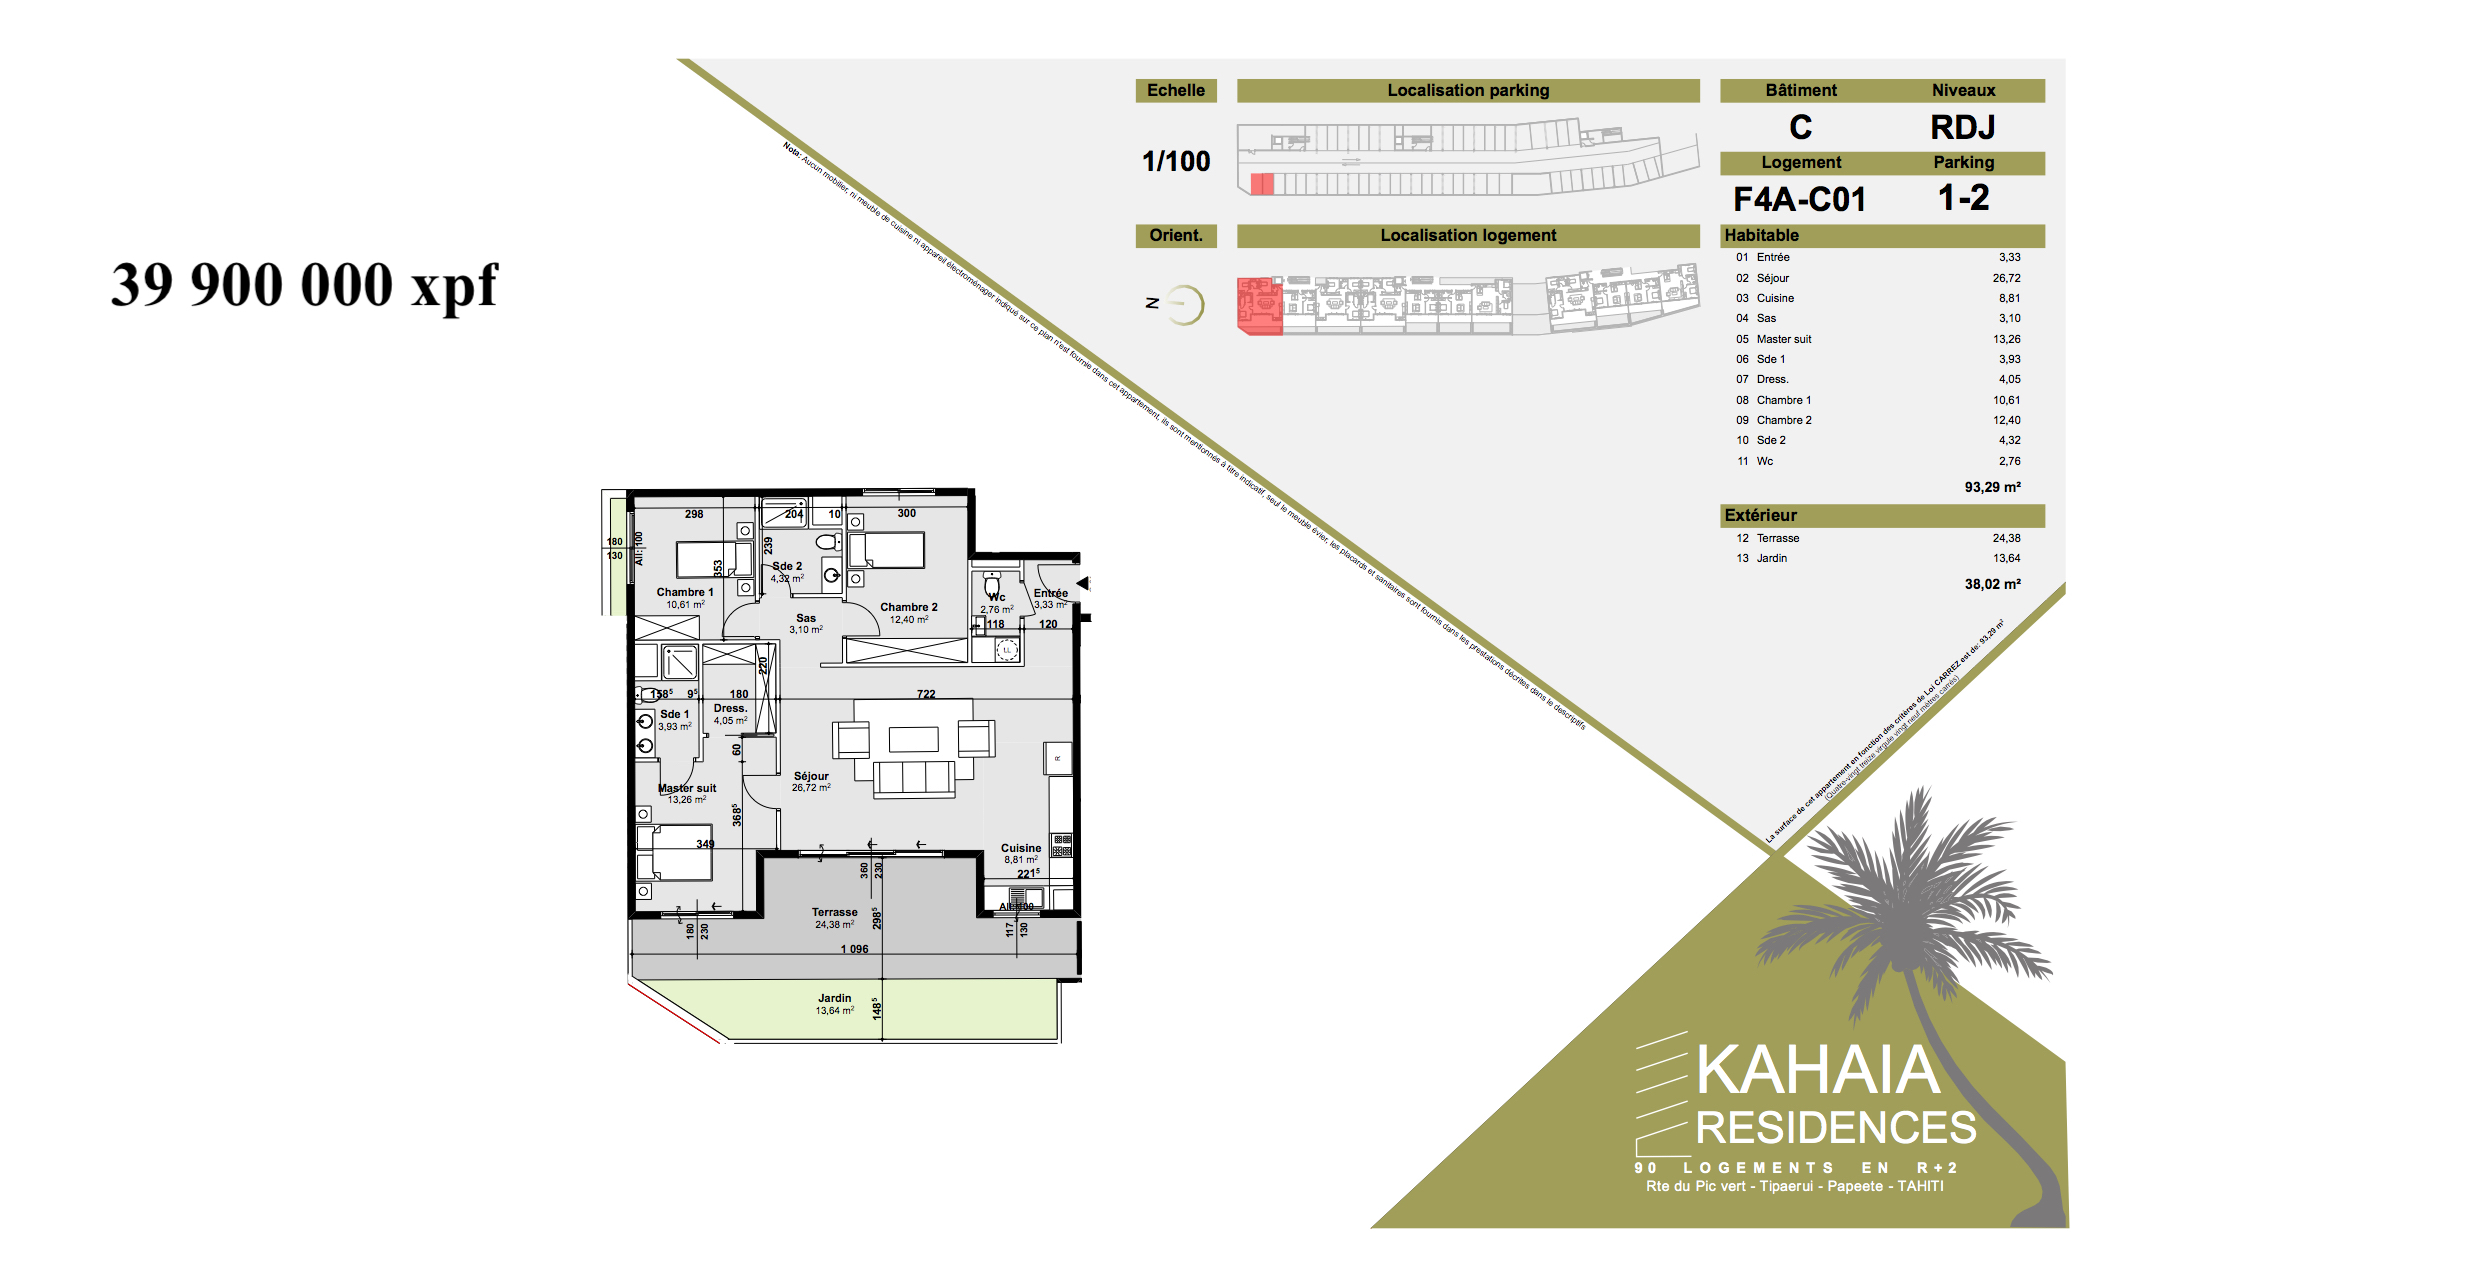 39 900 000 xpf
Echelle
1/100
Orient.
N
Localisation parking
Localisation logement
Bâtiment Niveaux
C RDJ
Logement Parking
F4A-C01 1-2
Habitable
01 Entrée 3,33
02 Séjour 26,72
03 Cuisine 8,81
04 Sas 3,10
05 Master suit 13,26
06 Sde 1 3,93
07 Dress. 4,05
08 Chambre 1 10,61
09 Chambre 2 12,40
10 Sde 2 4,32
11 Wc 2,76
93,29 m²
Extérieur
12 Terrasse 24,38
13 Jardin 13,64
38,02 m²
Nota: Aucun mobilier, ni meuble de cuisine ni appareil électroménager indiqué sur ce plan n'est fournie dans cet appartement, ils sont mentionnés à titre indicatif, seul le meuble évier, les placards et sanitaires sont fournis dans les prestations décrites dans le descriptifs
La surface de cet appartement en fonction des critères de Loi CARREZ est de: 93,29 m²
(Quatre-vingt treize virgule vingt neuf mètres carrés)
298
204
10
300
180
130
All: 100
353
239
Sde 2
4,32 m²
Chambre 1
10,61 m²
Chambre 2
12,40 m²
Sas
3,10 m²
Wc
2,76 m²
118
Entrée
3,33 m²
120
LL
220
158⁵
9⁵
180
722
Sde 1
3,93 m²
Dress.
4,05 m²
60
R
Séjour
26,72 m²
Master suit
13,26 m²
368⁵
349
Cuisine
8,81 m²
221⁵
360
230
All: 100
Terrasse
24,38 m²
298⁵
180
230
117
130
1 096
Jardin
13,64 m²
148⁵
KAHAIA
RESIDENCES
90 LOGEMENTS EN R+2
Rte du Pic vert - Tipaerui - Papeete - TAHITI